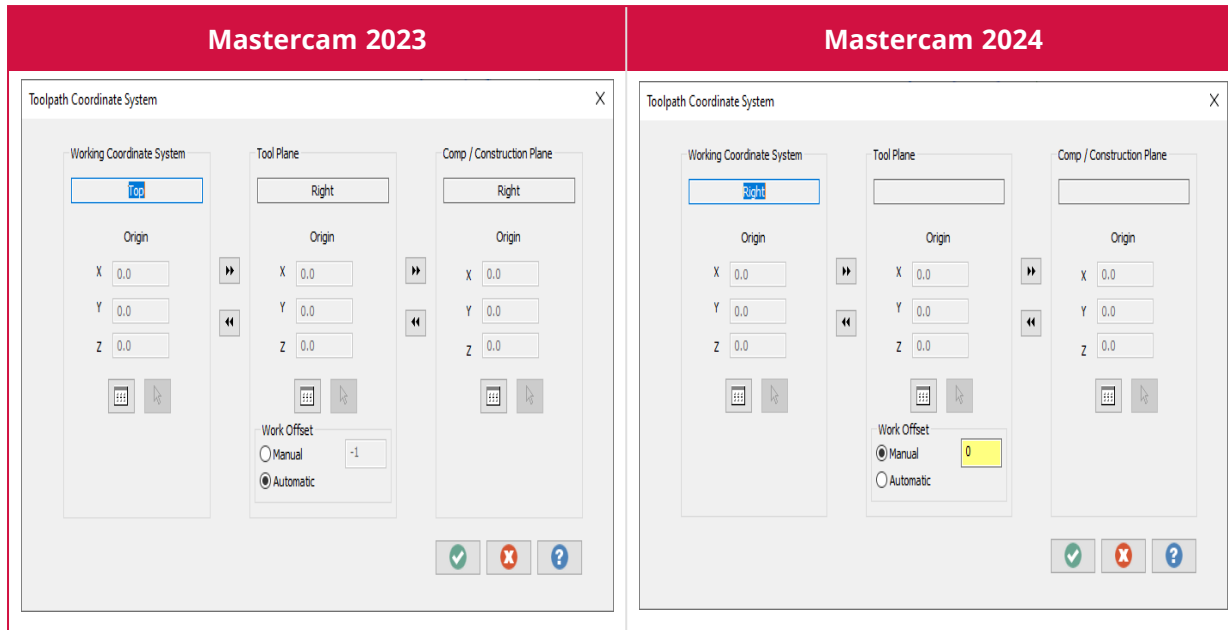 Mastercam 2023
Mastercam 2024
Toolpath Coordinate System X
Working Coordinate System Tool Plane Comp / Construction Plane
Top Right Right
Origin Origin Origin
X 0.0 X 0.0 X 0.0
Y 0.0 Y 0.0 Y 0.0
Z 0.0 Z 0.0 Z 0.0
Work Offset
Manual -1
Automatic
Toolpath Coordinate System X
Working Coordinate System Tool Plane Comp / Construction Plane
Right
Origin Origin Origin
X 0.0 X 0.0 X 0.0
Y 0.0 Y 0.0 Y 0.0
Z 0.0 Z 0.0 Z 0.0
Work Offset
Manual 0
Automatic